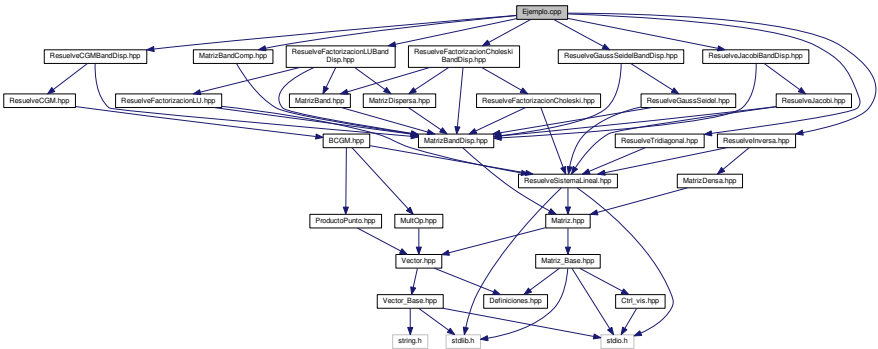 Ejemplo.cpp
ResuelveCGMBandDisp.hpp
MatrizBandComp.hpp
ResuelveFactorizacionLUBand
Disp.hpp
ResuelveFactorizacionCholeski
BandDisp.hpp
ResuelveGaussSeidelBandDisp.hpp
ResuelveJacobiBandDisp.hpp
ResuelveCGM.hpp
ResuelveFactorizacionLU.hpp
MatrizBand.hpp
MatrizDispersa.hpp
ResuelveFactorizacionCholeski.hpp
ResuelveGaussSeidel.hpp
ResuelveJacobi.hpp
BCGM.hpp
MatrizBandDisp.hpp
ResuelveTridiagonal.hpp
ResuelveInversa.hpp
ResuelveSistemaLineal.hpp
MatrizDensa.hpp
ProductoPunto.hpp
MultOp.hpp
Matriz.hpp
Vector.hpp
Matriz_Base.hpp
Vector_Base.hpp
Definiciones.hpp
Ctrl_vis.hpp
string.h
stdlib.h
stdio.h